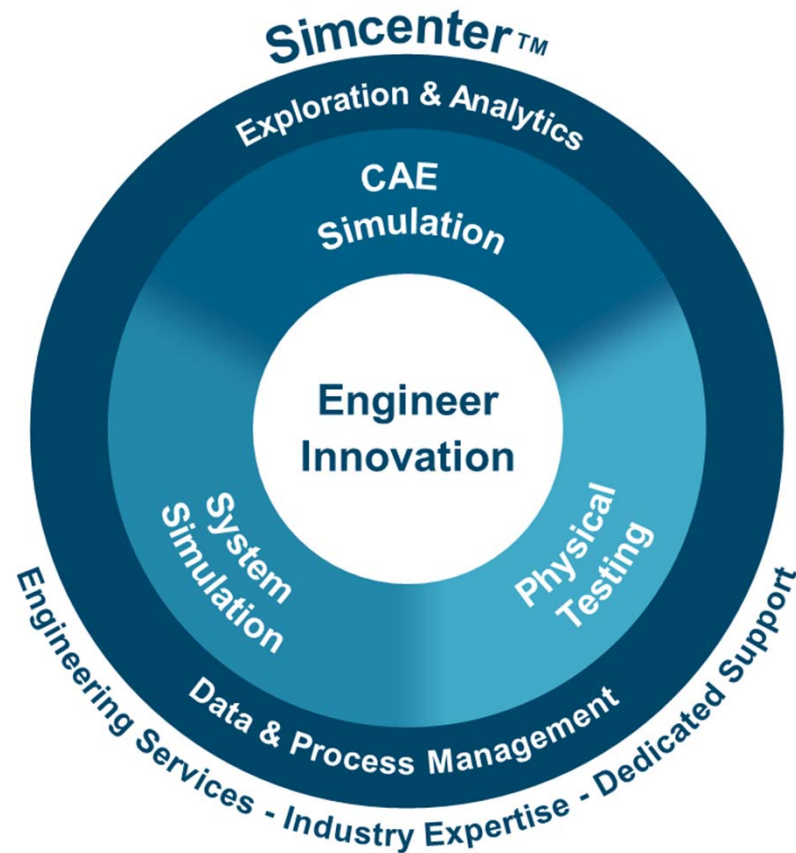 Simcenter™
Exploration & Analytics
CAE
Simulation
Engineer
Innovation
System
Simulation
Physical
Testing
Data & Process Management
Engineering Services - Industry Expertise - Dedicated Support